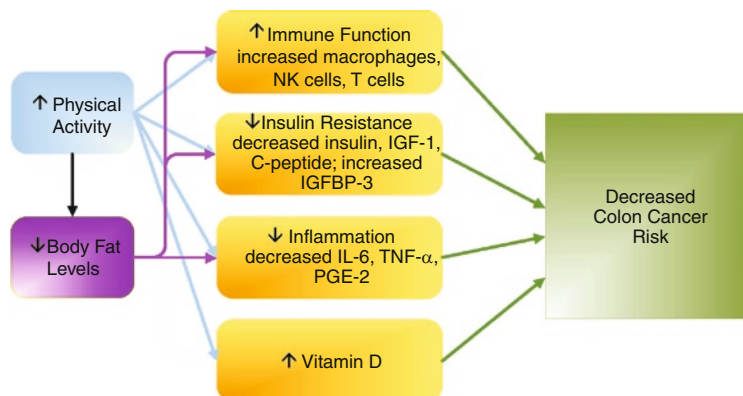 ↑ Physical
Activity
↓Body Fat
Levels
↑ Immune Function
increased macrophages,
NK cells, T cells
↓Insulin Resistance
decreased insulin, IGF-1,
C-peptide; increased
IGFBP-3
↓ Inflammation
decreased IL-6, TNF-α,
PGE-2
↑ Vitamin D
Decreased
Colon Cancer
Risk